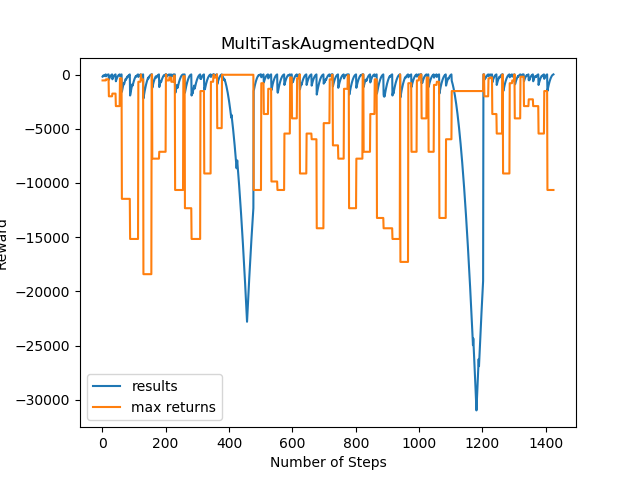 MultiTaskAugmentedDQN
Reward
0
−5000
−10000
−15000
−20000
−25000
−30000
results
max returns
0 200 400 600 800 1000 1200 1400
Number of Steps